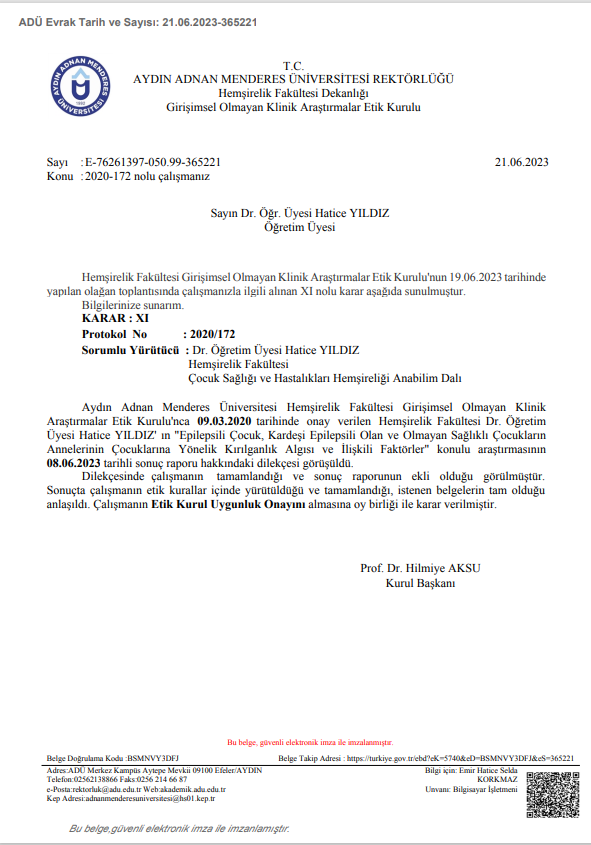 ADÜ Evrak Tarih ve Sayısı: 21.06.2023-365221
AYDIN ADNAN MENDERES ÜNİVERSİTESİ
1992
T.C.
AYDIN ADNAN MENDERES ÜNİVERSİTESİ REKTÖRLÜĞÜ
Hemşirelik Fakültesi Dekanlığı
Girişimsel Olmayan Klinik Araştırmalar Etik Kurulu
Sayı : E-76261397-050.99-365221 21.06.2023
Konu : 2020-172 nolu çalışmanız
Sayın Dr. Öğr. Üyesi Hatice YILDIZ
Öğretim Üyesi
Hemşirelik Fakültesi Girişimsel Olmayan Klinik Araştırmalar Etik Kurulu'nun 19.06.2023 tarihinde
yapılan olağan toplantısında çalışmanızla ilgili alınan XI nolu karar aşağıda sunulmuştur.
Bilgilerinize sunarım.
KARAR : XI
Protokol No : 2020/172
Sorumlu Yürütücü : Dr. Öğretim Üyesi Hatice YILDIZ
Hemşirelik Fakültesi
Çocuk Sağlığı ve Hastalıkları Hemşireliği Anabilim Dalı
Aydın Adnan Menderes Üniversitesi Hemşirelik Fakültesi Girişimsel Olmayan Klinik
Araştırmalar Etik Kurulu'nca 09.03.2020 tarihinde onay verilen Hemşirelik Fakültesi Dr. Öğretim
Üyesi Hatice YILDIZ' ın "Epilepsili Çocuk, Kardeşi Epilepsili Olan ve Olmayan Sağlıklı Çocukların
Annelerinin Çocuklarına Yönelik Kırılganlık Algısı ve İlişkili Faktörler" konulu araştırmasının
08.06.2023 tarihli sonuç raporu hakkındaki dilekçesi görüşüldü.
Dilekçesinde çalışmanın tamamlandığı ve sonuç raporunun ekli olduğu görülmüştür.
Sonuçta çalışmanın etik kurallar içinde yürütüldüğü ve tamamlandığı, istenen belgelerin tam olduğu
anlaşıldı. Çalışmanın Etik Kurul Uygunluk Onayını almasına oy birliği ile karar verilmiştir.
Prof. Dr. Hilmiye AKSU
Kurul Başkanı
Bu belge, güvenli elektronik imza ile imzalanmıştır.
Belge Doğrulama Kodu :BSMNVY3DFJ Belge Takip Adresi : https://turkiye.gov.tr/ebd?eK=5740&eD=BSMNVY3DFJ&eS=365221
Adres:ADÜ Merkez Kampüs Aytepe Mevkii 09100 Efeler/AYDIN Bilgi için: Emir Hatice Selda
Telefon:02562138866 Faks:0256 214 66 87 KORKMAZ
e-Posta:rektorluk@adu.edu.tr Web:akademik.adu.edu.tr Unvanı: Bilgisayar İşletmeni
Kep Adresi:adnanmenderesuniversitesi@hs01.kep.tr
Bu belge,güvenli elektronik imza ile imzanlamıştır.